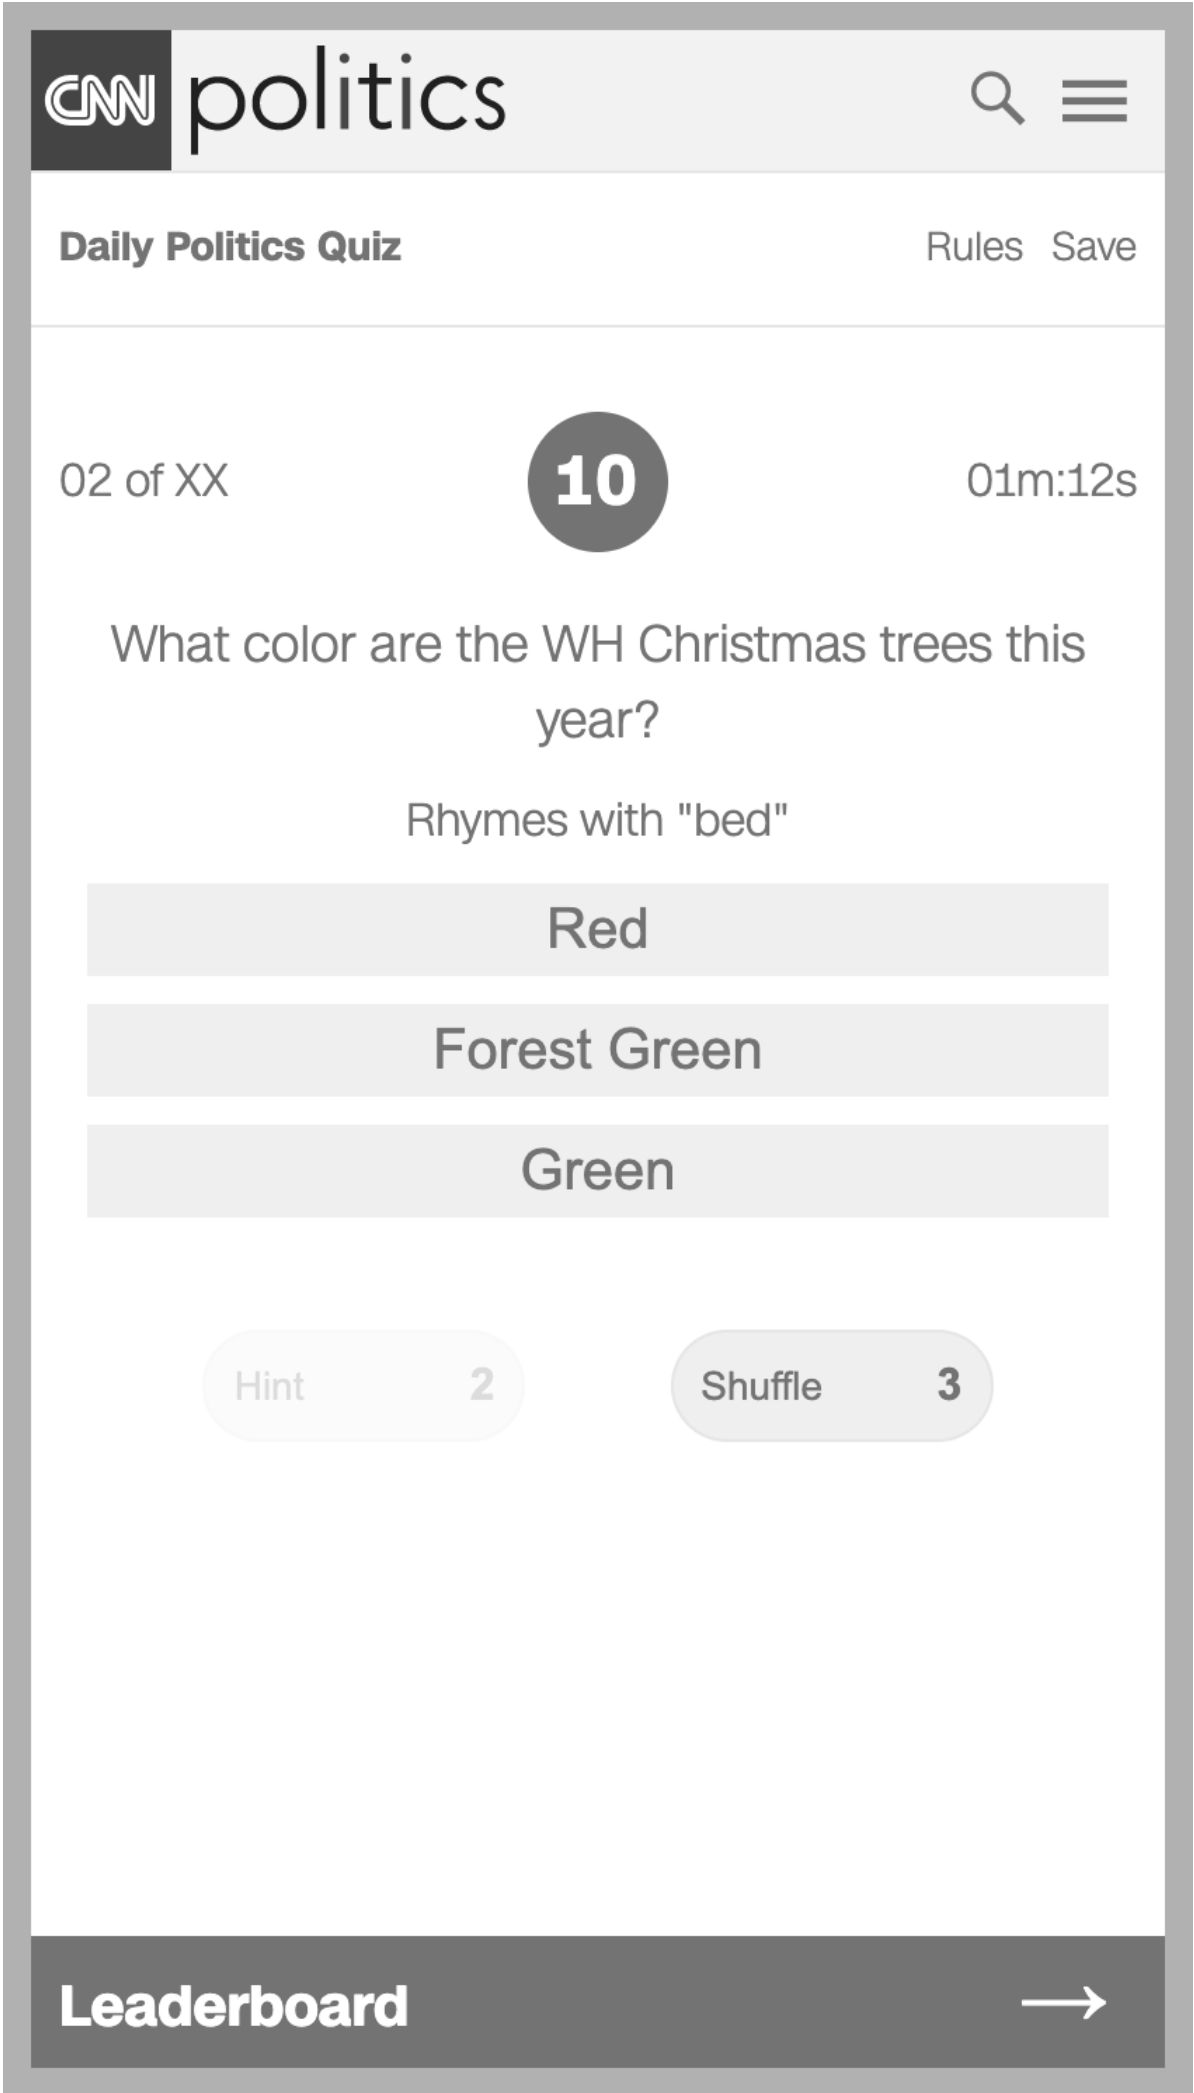 CNN politics
Daily Politics Quiz Rules Save
02 of XX 10 01m:12s
What color are the WH Christmas trees this
year?
Rhymes with "bed"
Red
Forest Green
Green
Hint 2 Shuffle 3
Leaderboard